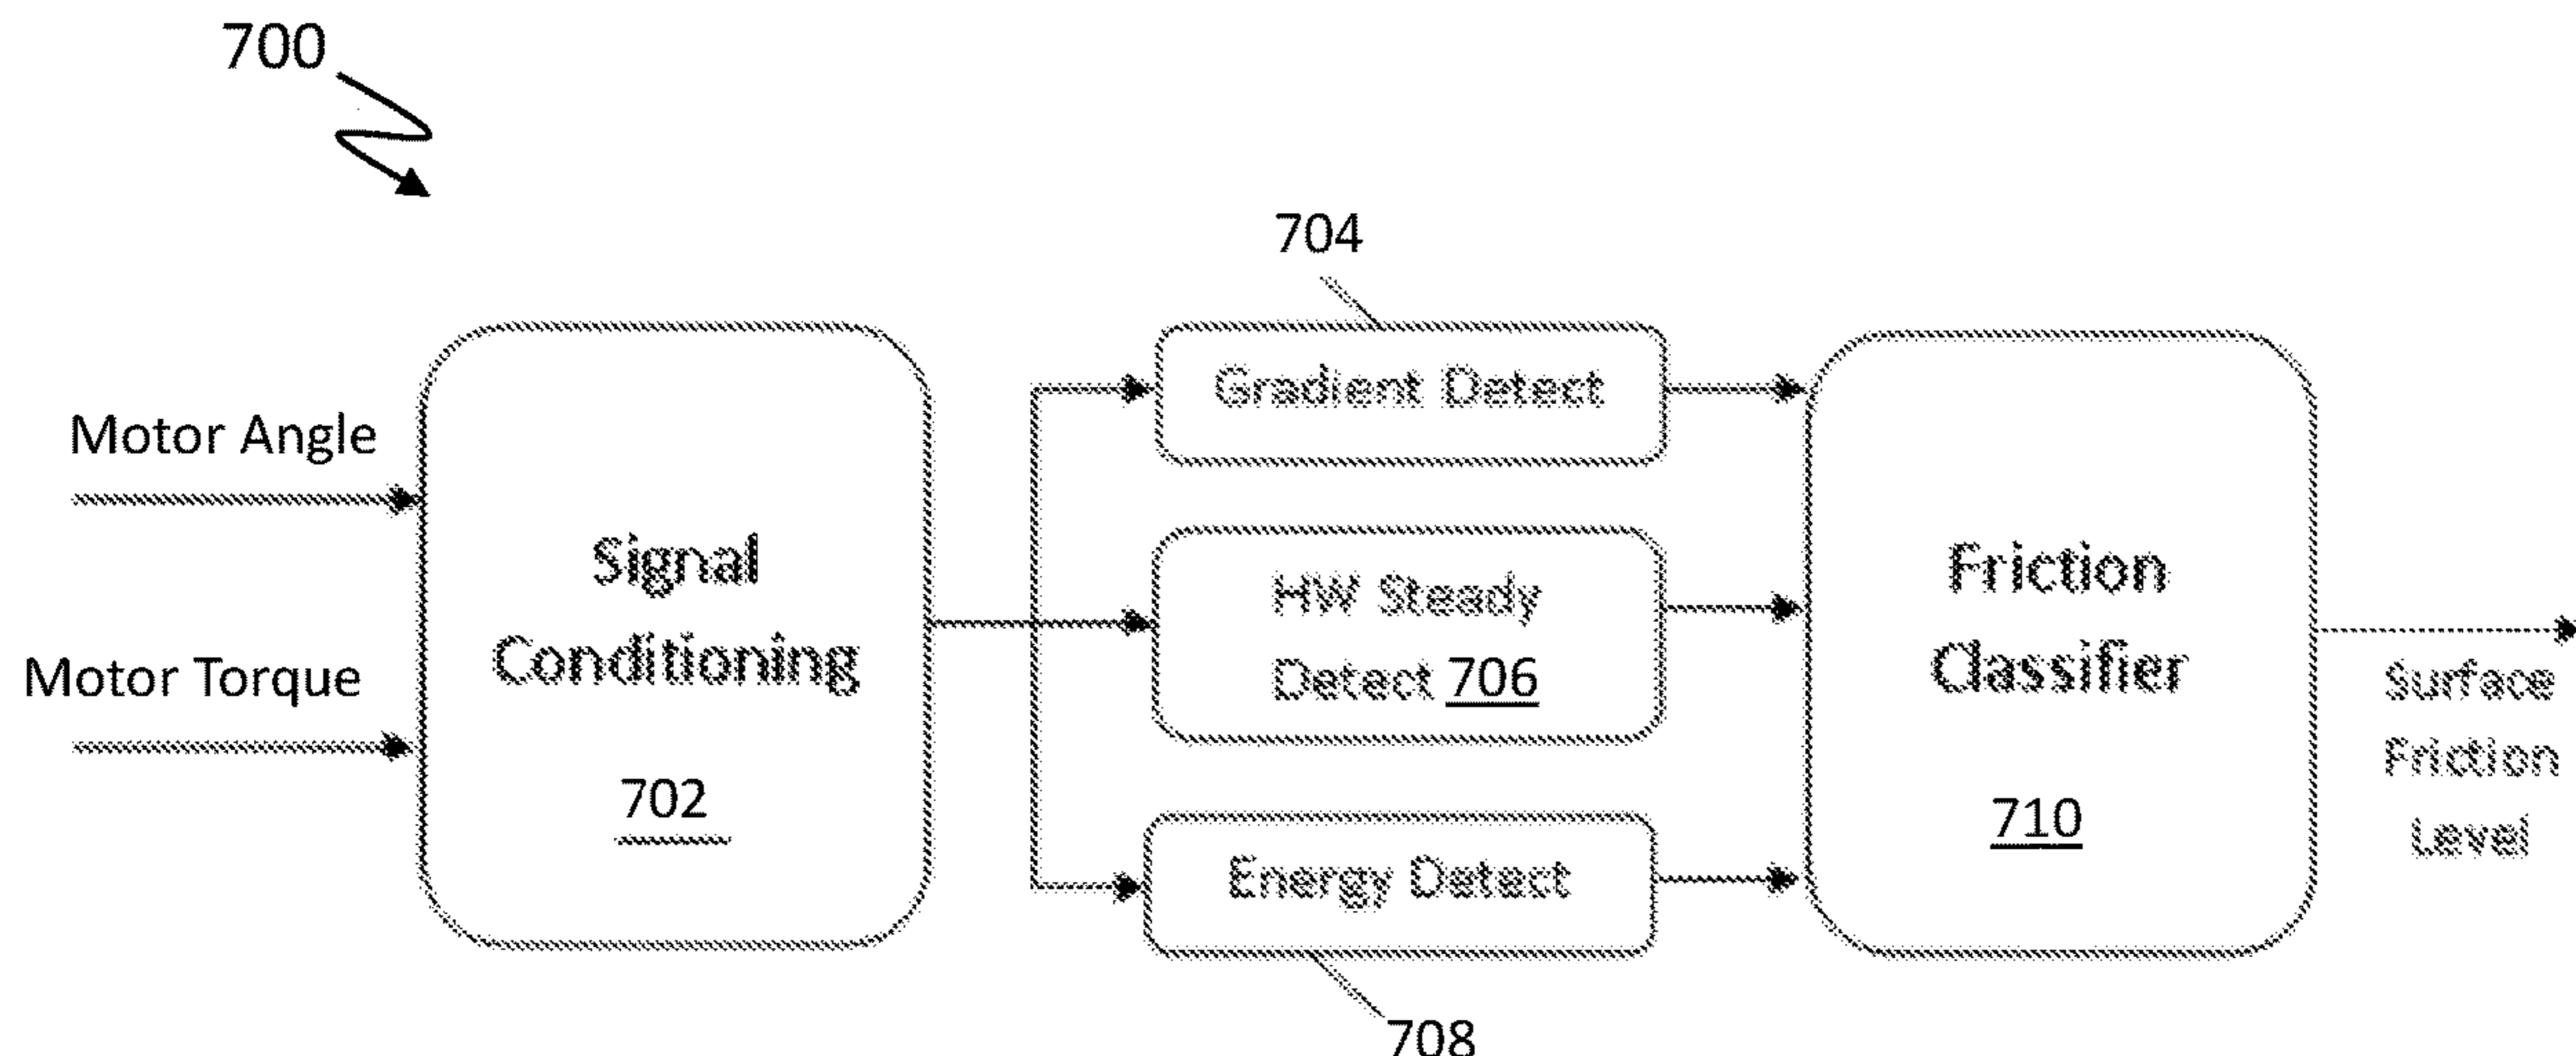 700
704
Gradient Detect
Motor Angle
Motor Torque
Signal
Conditioning
702
HW Steady
Detect 706
Energy Detect
708
Friction
Classifier
710
Surface
Friction
Level